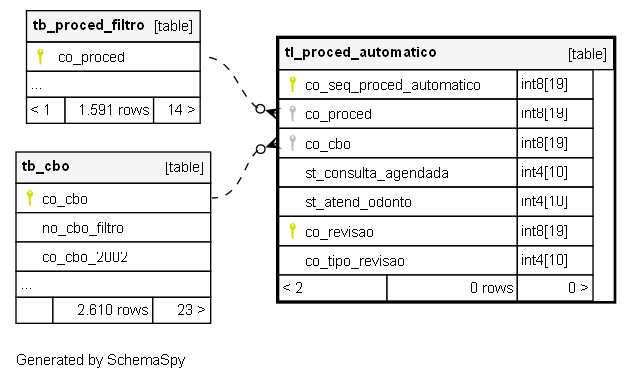 tb_proced_filtro [table]
co_proced
...
< 1 1.591 rows 14 >
tb_cbo [table]
co_cbo
no_cbo_filtro
co_cbo_2002
...
2.610 rows 23 >
tl_proced_automatico [table]
co_seq_proced_automatico int8[19]
co_proced int8[19]
co_cbo int8[19]
st_consulta_agendada int4[10]
st_atend_odonto int4[10]
co_revisao int8[19]
co_tipo_revisao int4[10]
< 2 0 rows 0 >
Generated by SchemaSpy